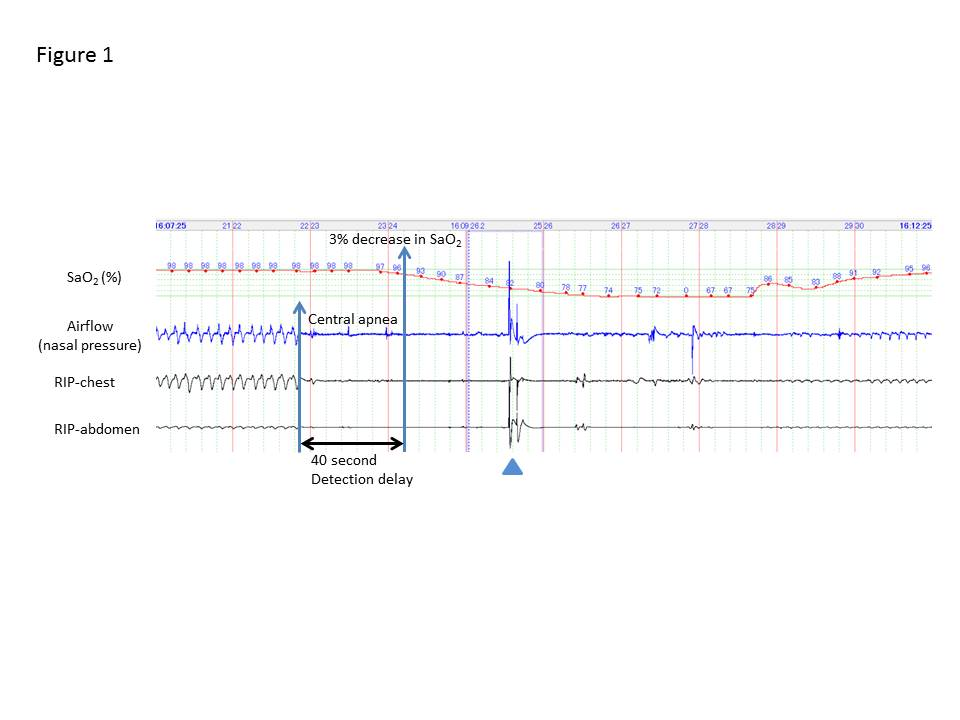 Figure 1
16:07:25 21 22 22 23 23 24 16:09 26 2 25 26 26 27 27 28 28 29 29 30 16:12:25
3% decrease in SaO2
SaO2 (%)
98 98 98 98 98 98 98 98 98 98 98 97 96 93 90 87 84 82 80 78 77 74 75 72 0 67 67 75 86 85 83 88 91 92 95 96
Central apnea
Airflow
(nasal pressure)
RIP-chest
RIP-abdomen
40 second
Detection delay